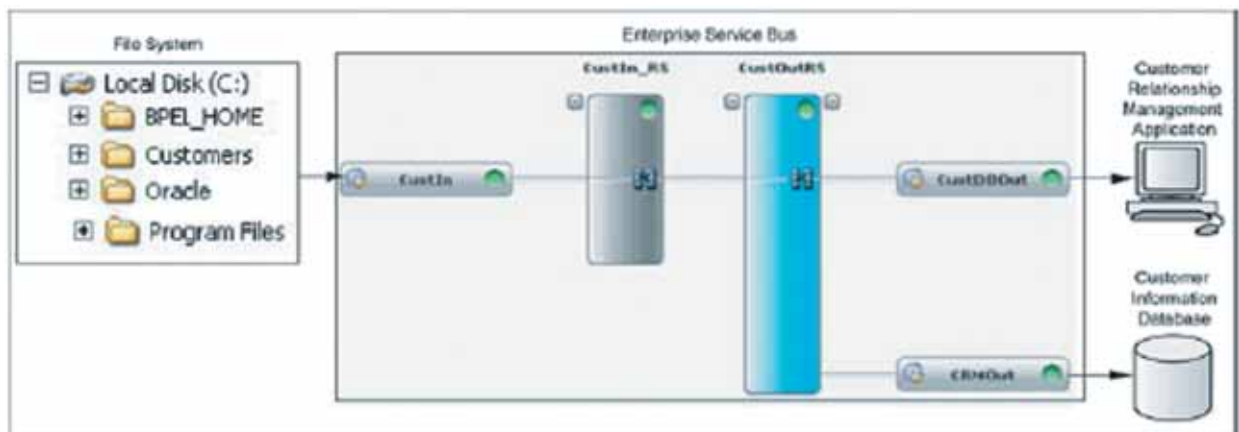 File System
Local Disk (C:)
BPEL_HOME
Customers
Oracle
Program Files
Enterprise Service Bus
CustIn_RS
CustOutRS
CustIn
CustDBOut
CRMOut
Customer
Relationship
Management
Application
Customer
Information
Database